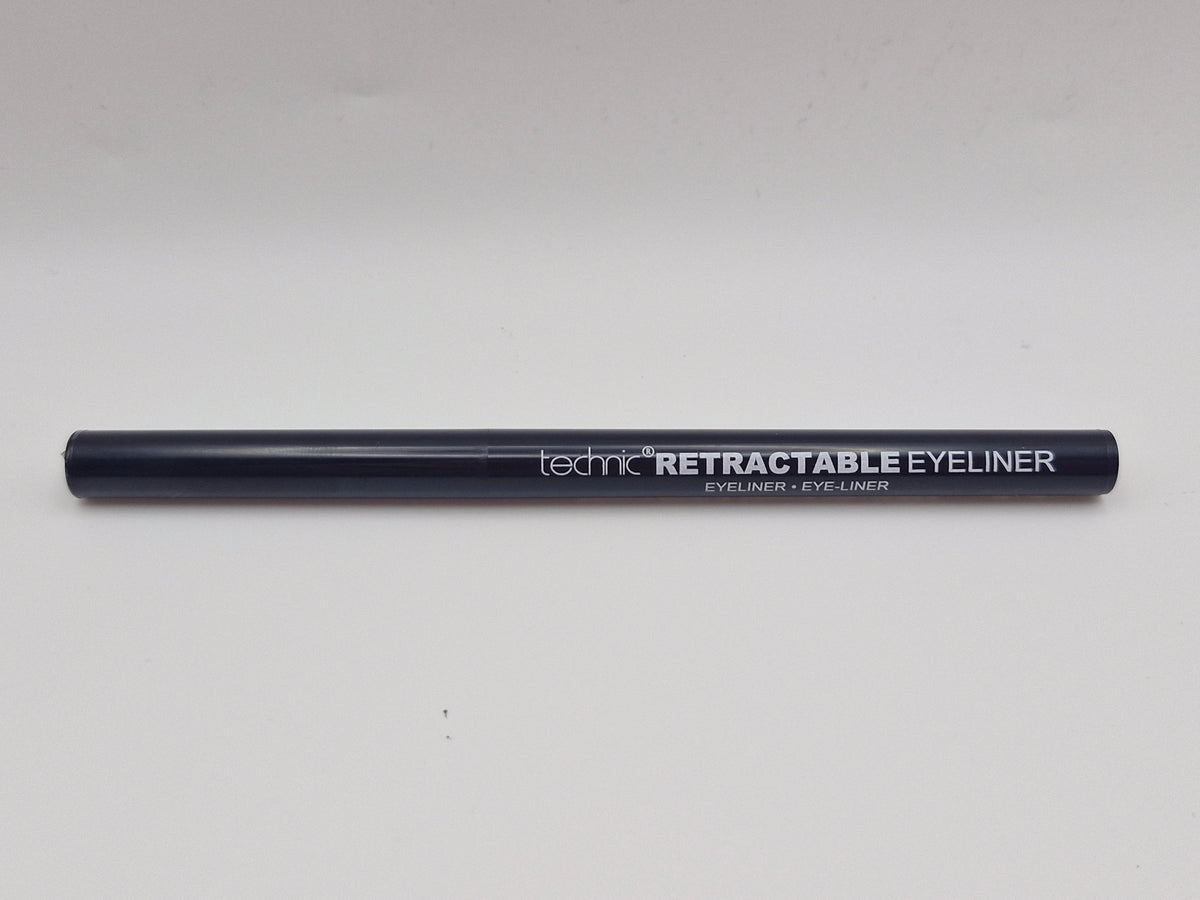 technic® RETRACTABLE EYELINER
EYELINER • EYE-LINER